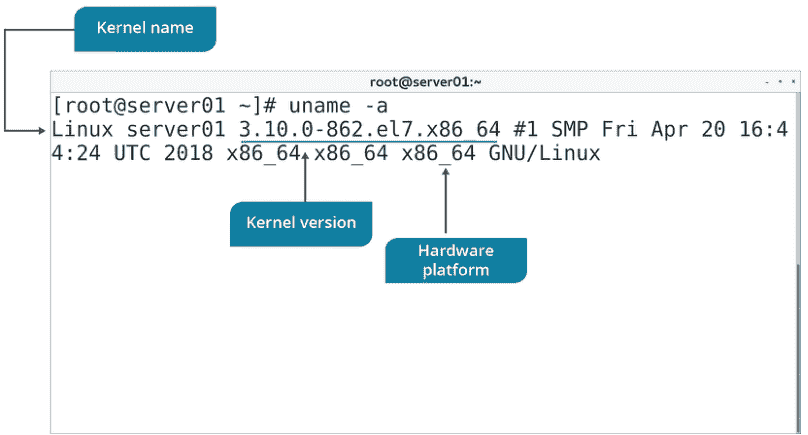 Kernel name
root@server01:~
[root@server01 ~]# uname -a
Linux server01 3.10.0-862.el7.x86_64 #1 SMP Fri Apr 20 16:4
4:24 UTC 2018 x86_64 x86_64 x86_64 GNU/Linux
Kernel version
Hardware
platform